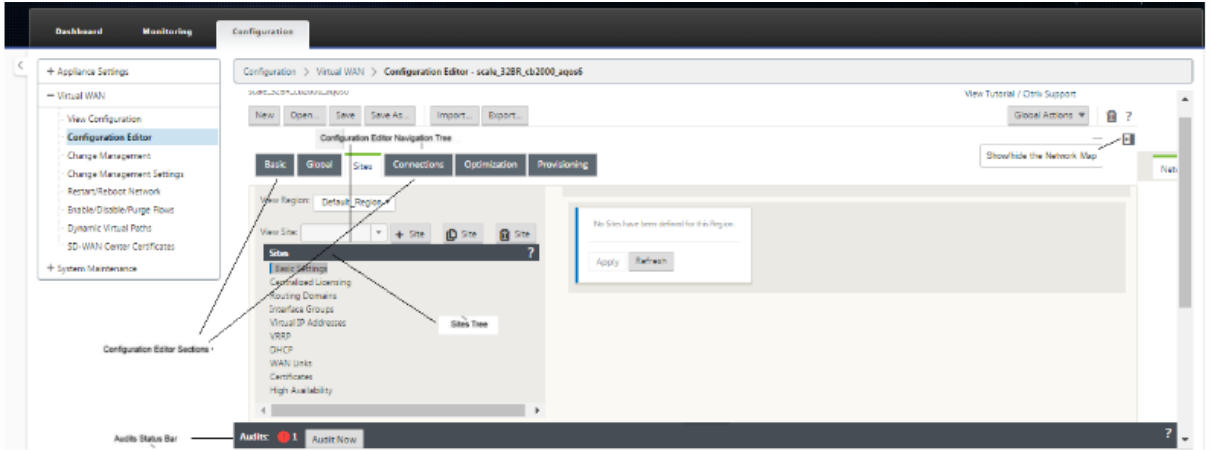 Dashboard Monitoring Configuration
+ Appliance Settings
− Virtual WAN
View Configuration
Configuration Editor
Change Management
Change Management Settings
Restart/Reboot Network
Enable/Disable/Purge Flows
Dynamic Virtual Paths
SD-WAN Center Certificates
+ System Maintenance
Configuration > Virtual WAN > Configuration Editor - scale_32BR_cb2000_aqos6
View Tutorial / Citrix Support
New Open... Save Save As... Import... Export... Global Actions ?
Configuration Editor Navigation Tree
Show/hide the Network Map
Basic Global Sites Connections Optimization Provisioning
Netw
View Region: Default_Region
View Site: + Site Site Site
Sites ?
Basic Settings
Centralized Licensing
Routing Domains
Interface Groups
Virtual IP Addresses
VRRP
DHCP
WAN Links
Certificates
High Availability
No Sites have been defined for this Region.
Apply Refresh
Sites Tree
Configuration Editor Sections
Audits Status Bar
Audits: 1 Audit Now ?